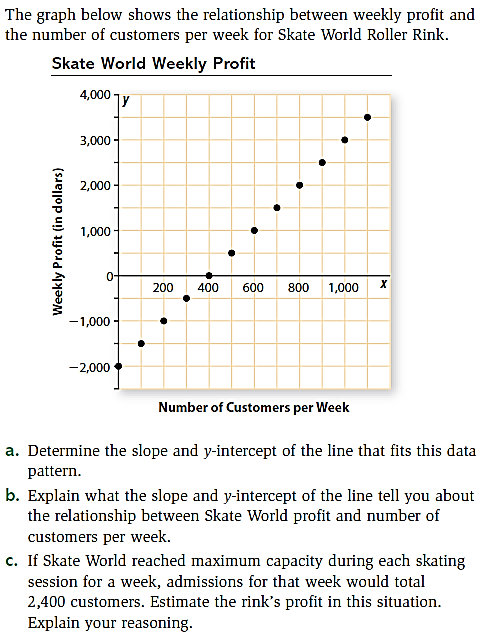 The graph below shows the relationship between weekly profit and
the number of customers per week for Skate World Roller Rink.
Skate World Weekly Profit
4,000
y
3,000
2,000
1,000
0
200 400 600 800 1,000 x
−1,000
−2,000
Weekly Profit (in dollars)
Number of Customers per Week
a. Determine the slope and y-intercept of the line that fits this data
pattern.
b. Explain what the slope and y-intercept of the line tell you about
the relationship between Skate World profit and number of
customers per week.
c. If Skate World reached maximum capacity during each skating
session for a week, admissions for that week would total
2,400 customers. Estimate the rink's profit in this situation.
Explain your reasoning.